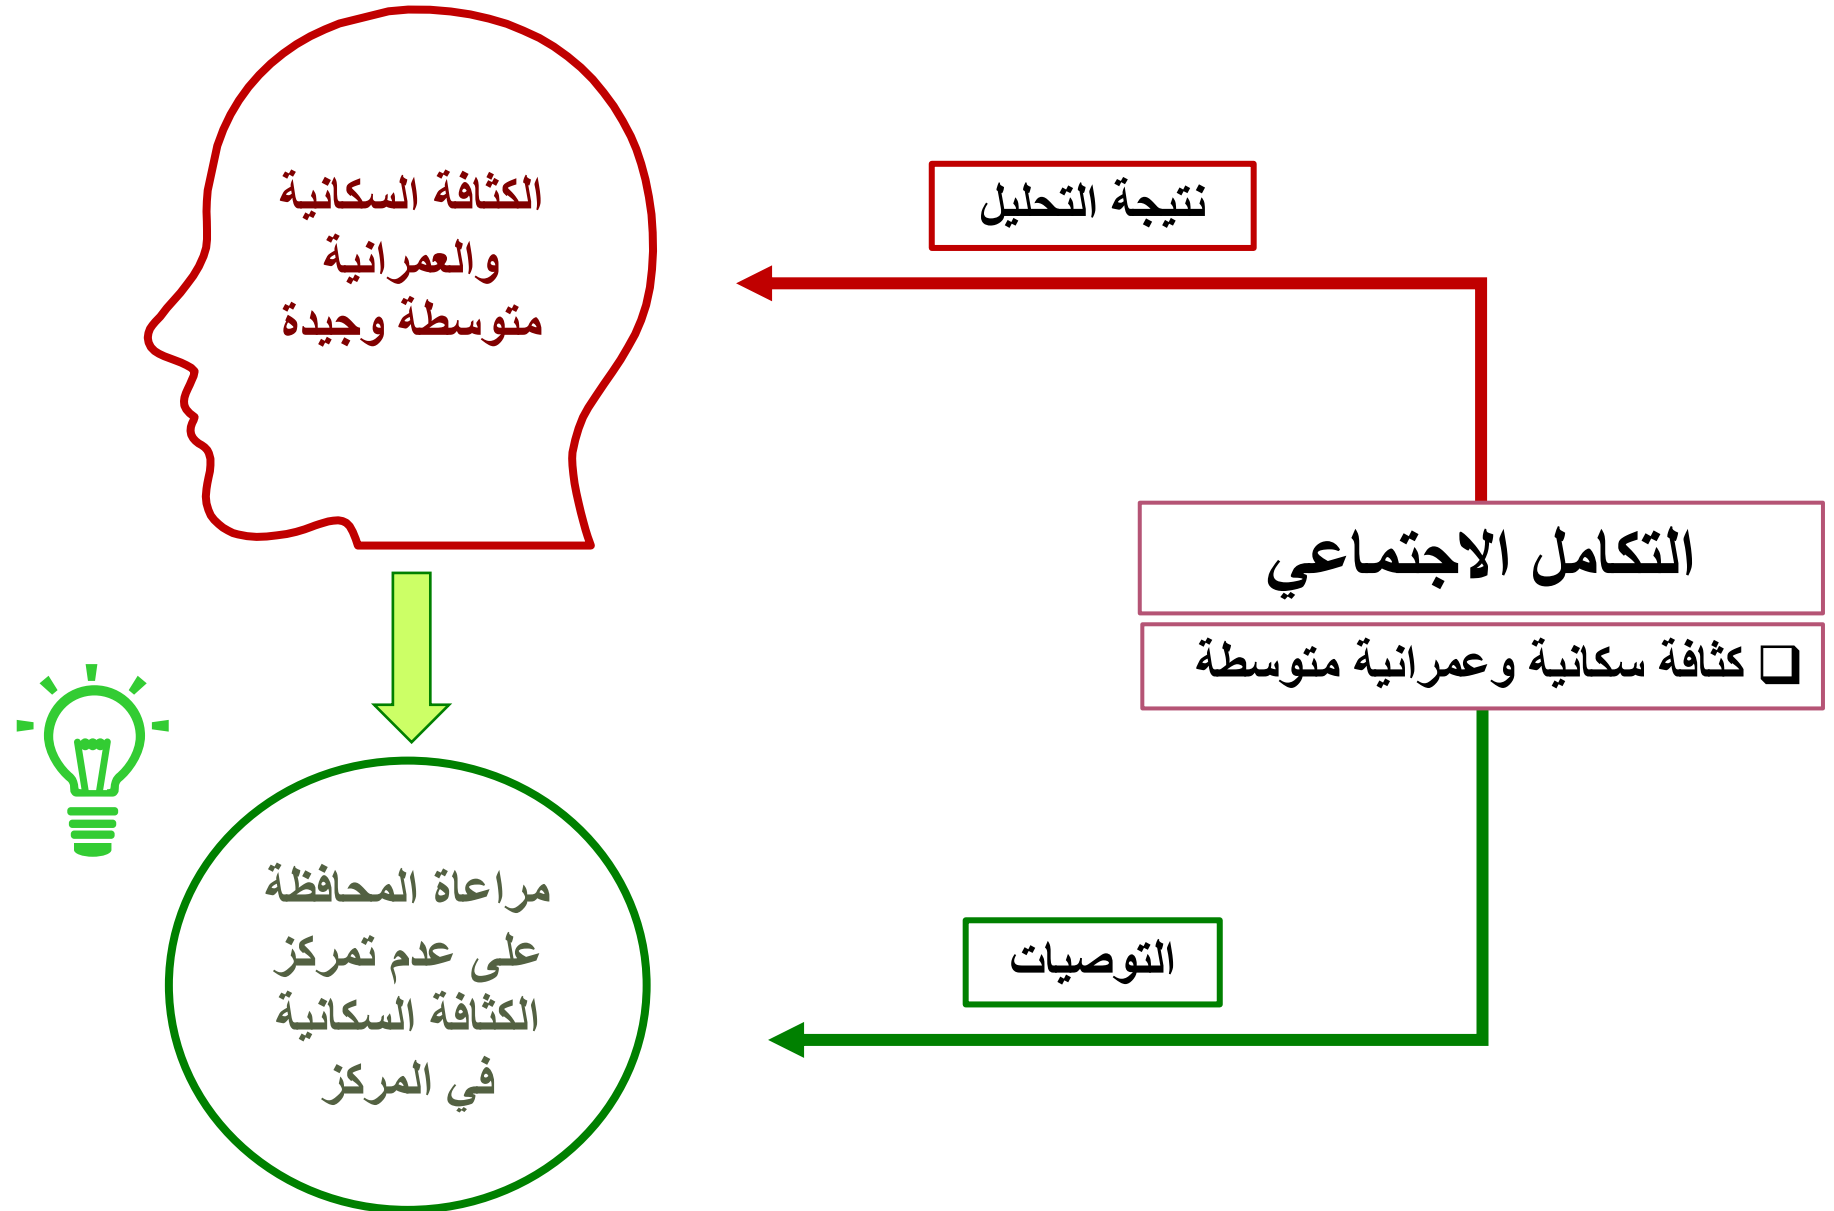 التكامل الاجتماعي
❑ كثافة سكانية وعمرانية متوسطة
نتيجة التحليل
الكثافة السكانية
والعمرانية
متوسطة وجيدة
التوصيات
مراعاة المحافظة
على عدم تمركز
الكثافة السكانية
في المركز